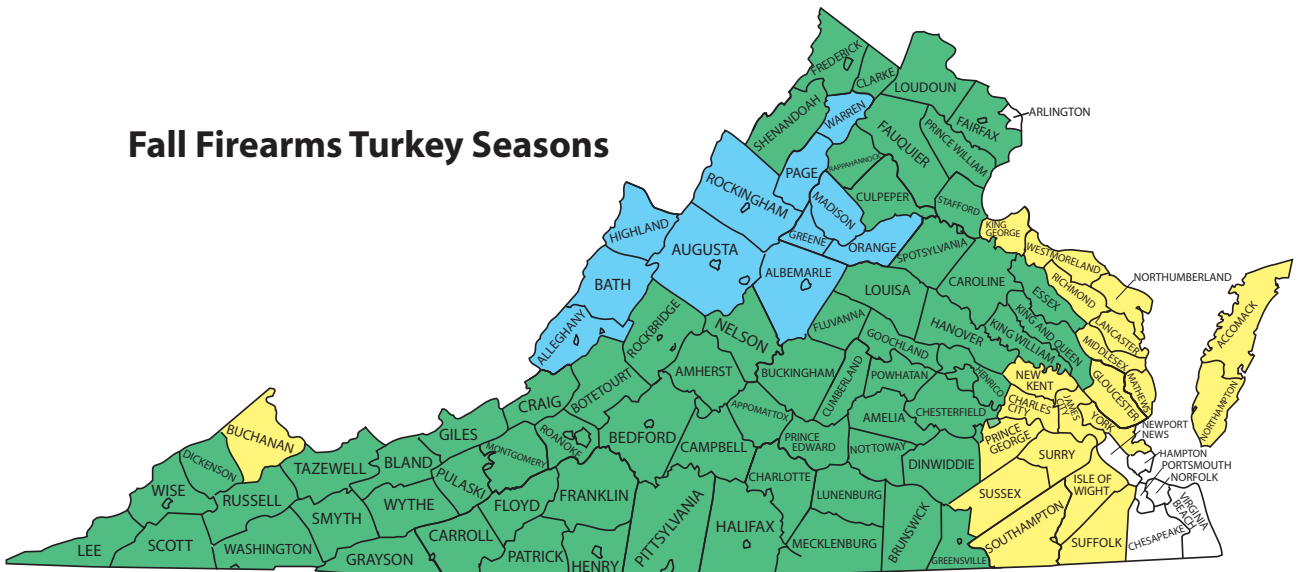 Fall Firearms Turkey Seasons
FREDERICK
CLARKE
LOUDOUN
SHENANDOAH
WARREN
FAIRFAX
ARLINGTON
FAUQUIER
PRINCE WILLIAM
RAPPAHANNOCK
PAGE
ROCKINGHAM
MADISON
CULPEPER
STAFFORD
HIGHLAND
AUGUSTA
GREENE
ORANGE
SPOTSYLVANIA
KING
GEORGE
WESTMORELAND
NORTHUMBERLAND
BATH
ALBEMARLE
LOUISA
CAROLINE
ESSEX
RICHMOND
ACCOMACK
ALLEGHANY
ROCKBRIDGE
NELSON
FLUVANNA
GOOCHLAND
HANOVER
KING WILLIAM
KING AND QUEEN
LANCASTER
MIDDLESEX
MATHEWS
GLOUCESTER
NORTHAMPTON
CRAIG
BOTETOURT
AMHERST
BUCKINGHAM
CUMBERLAND
POWHATAN
HENRICO
NEW
KENT
CHARLES
CITY
JAMES
CITY
YORK
NEWPORT
NEWS
HAMPTON
PORTSMOUTH
NORFOLK
VIRGINIA
BEACH
CHESAPEAKE
BUCHANAN
DICKENSON
WISE
RUSSELL
TAZEWELL
BLAND
GILES
MONTGOMERY
ROANOKE
BEDFORD
APPOMATTOX
CAMPBELL
PRINCE
EDWARD
AMELIA
CHESTERFIELD
NOTTOWAY
DINWIDDIE
PRINCE
GEORGE
SURRY
ISLE OF
WIGHT
SUSSEX
SOUTHAMPTON
SUFFOLK
LEE
SCOTT
WASHINGTON
SMYTH
WYTHE
PULASKI
FLOYD
FRANKLIN
GRAYSON
CARROLL
PATRICK
HENRY
PITTSYLVANIA
HALIFAX
CHARLOTTE
LUNENBURG
MECKLENBURG
BRUNSWICK
GREENSVILLE